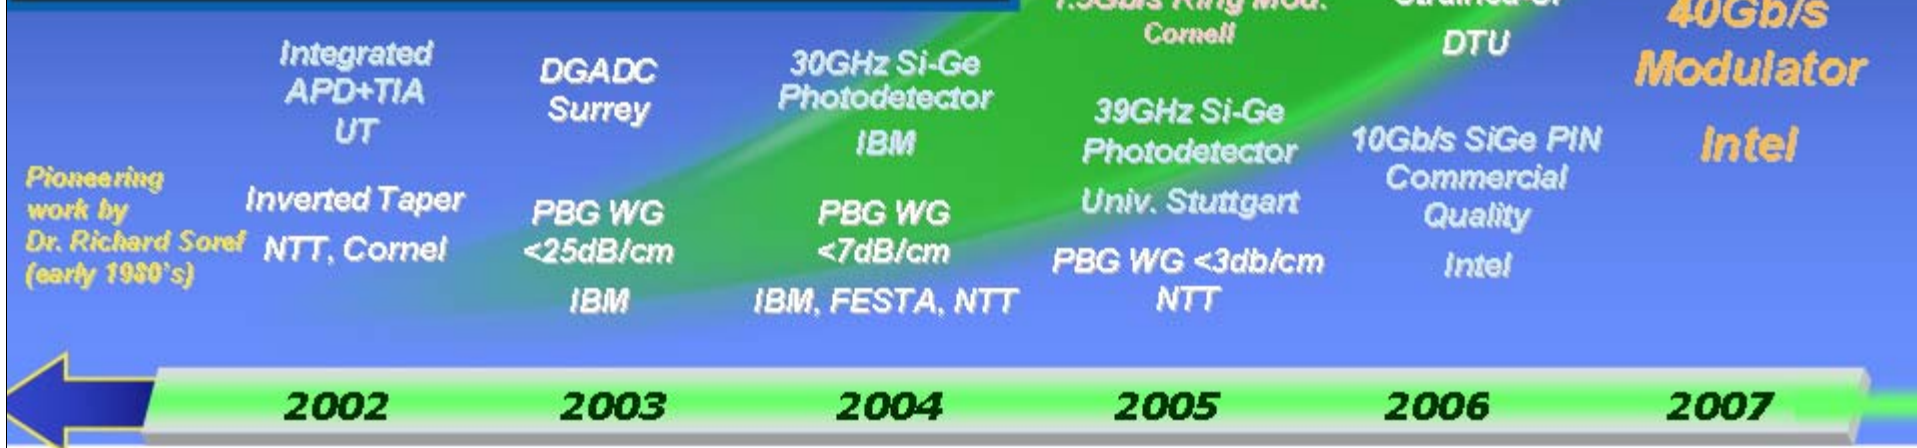 Pioneering
work by
Dr. Richard Soref
(early 1980's)
Integrated
APD+TIA
UT
Inverted Taper
NTT, Cornel
DGADC
Surrey
PBG WG
<25dB/cm
IBM
30GHz Si-Ge
Photodetector
IBM
PBG WG
<7dB/cm
IBM, FESTA, NTT
Ring Mod.
Cornell
39GHz Si-Ge
Photodetector
Univ. Stuttgart
PBG WG <3db/cm
NTT
DTU
10Gb/s SiGe PIN
Commercial
Quality
Intel
40Gb/s
Modulator
Intel
2002
2003
2004
2005
2006
2007